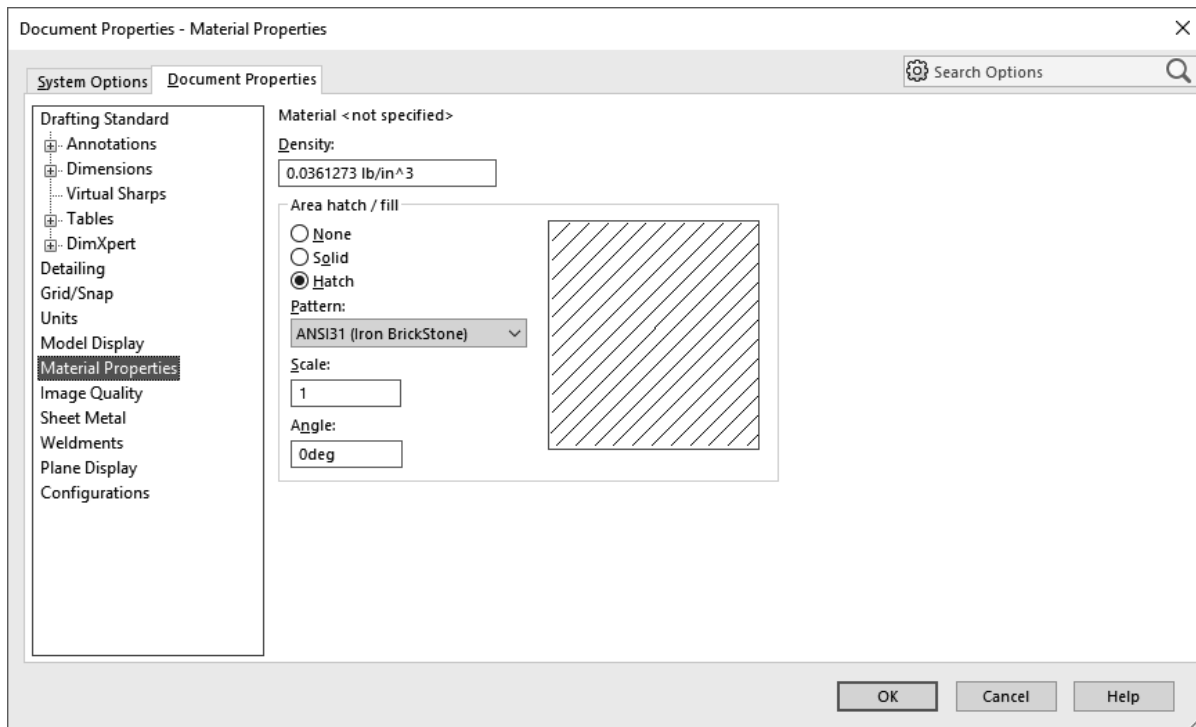 Document Properties - Material Properties
System Options
Document Properties
Search Options
Drafting Standard
Annotations
Dimensions
Virtual Sharps
Tables
DimXpert
Detailing
Grid/Snap
Units
Model Display
Material Properties
Image Quality
Sheet Metal
Weldments
Plane Display
Configurations
Material <not specified>
Density:
0.0361273 lb/in^3
Area hatch / fill
None
Solid
Hatch
Pattern:
ANSI31 (Iron BrickStone)
Scale:
1
Angle:
0deg
OK
Cancel
Help